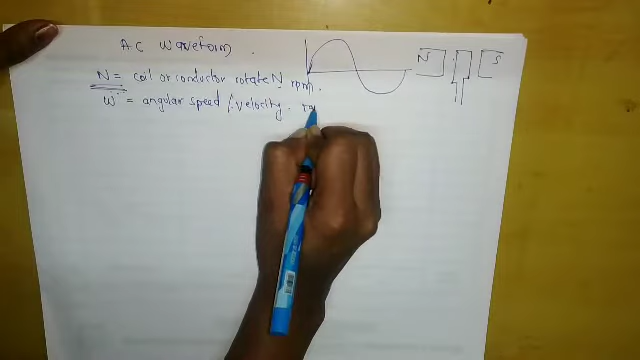 AC Waveform.
N S
N = coil or conductor rotate N rpm.
ω = angular speed / velocity.